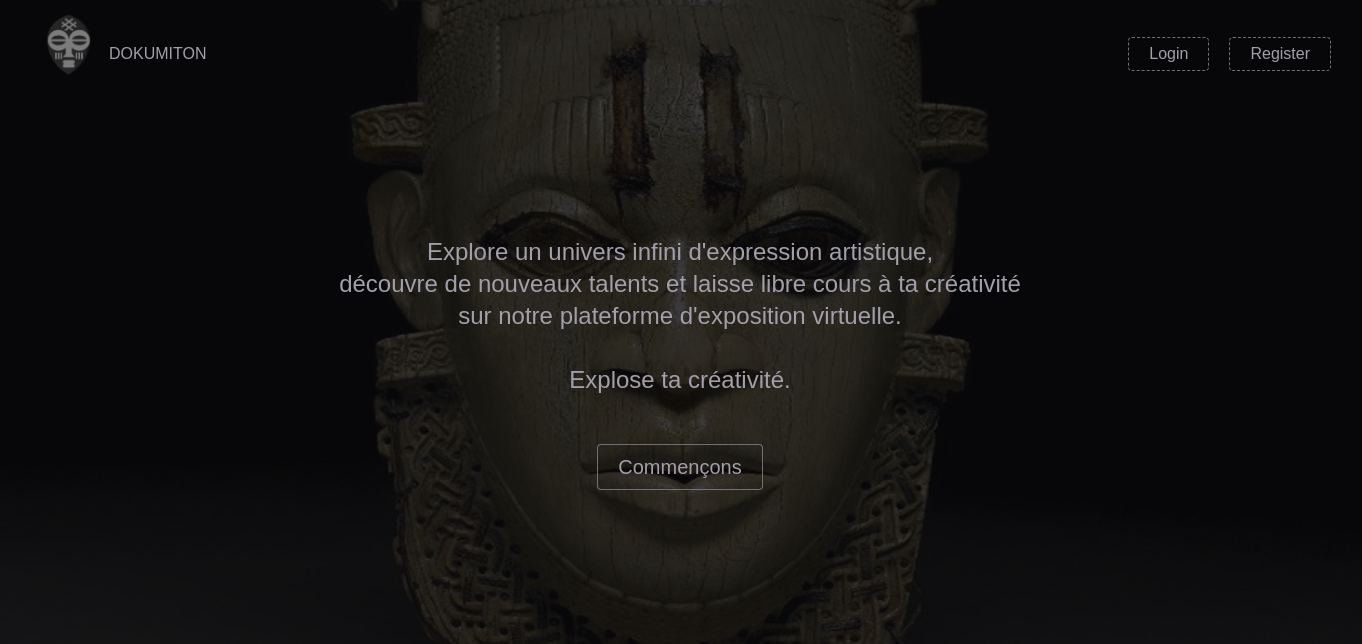 DOKUMITON
Login
Register
Explore un univers infini d'expression artistique,
découvre de nouveaux talents et laisse libre cours à ta créativité
sur notre plateforme d'exposition virtuelle.
Explose ta créativité.
Commençons